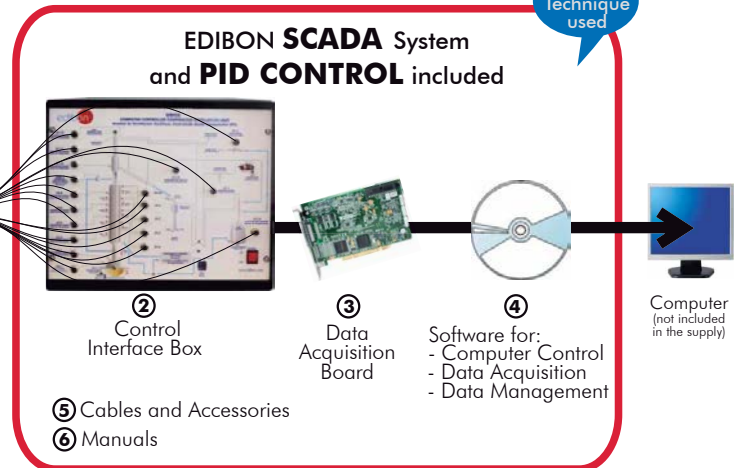 Technique
used
EDIBON SCADA System
and PID CONTROL included
edibon
② Control
Interface Box
③ Data
Acquisition
Board
④ Software for:
- Computer Control
- Data Acquisition
- Data Management
Computer
(not included
in the supply)
⑤ Cables and Accessories
⑥ Manuals